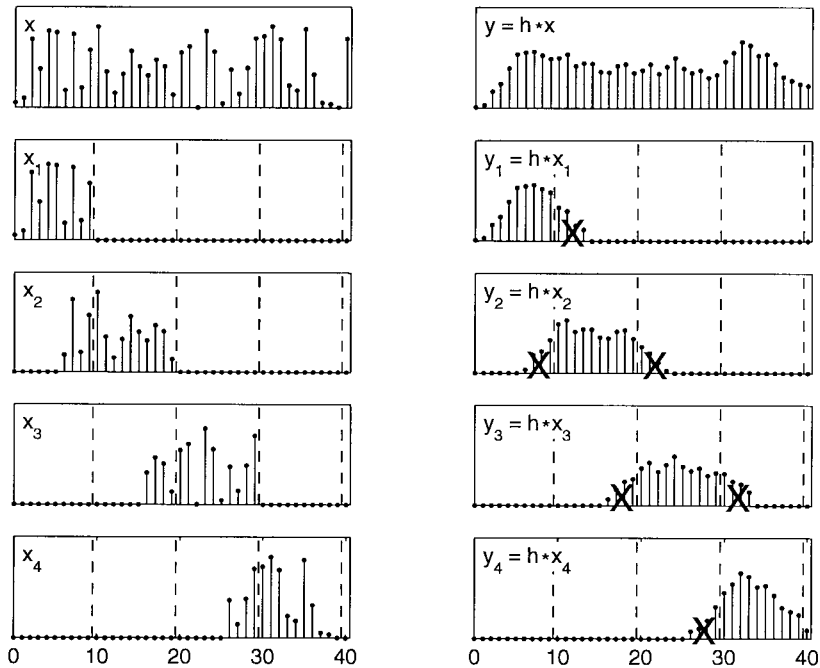 x
y = h*x
x₁
y₁ = h*x₁
x₂
y₂ = h*x₂
x₃
y₃ = h*x₃
x₄
y₄ = h*x₄
0 10 20 30 40
0 10 20 30 40